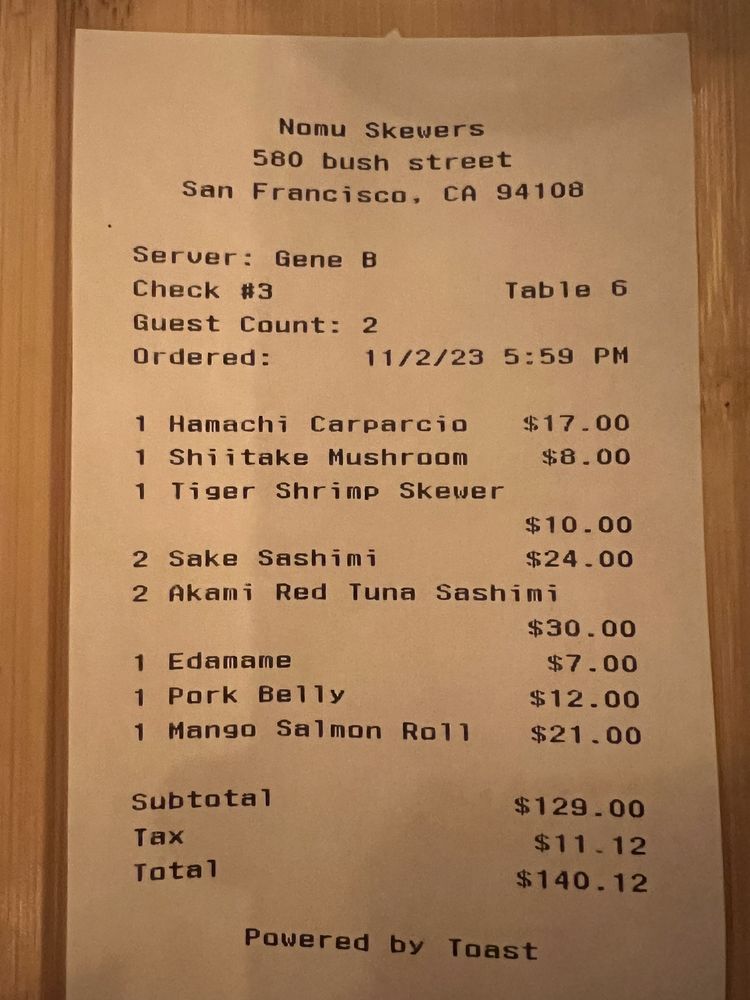 Nomu Skewers
580 bush street
San Francisco, CA 94108
Server: Gene B
Check #3 Table 6
Guest Count: 2
Ordered: 11/2/23 5:59 PM
1 Hamachi Carparcio $17.00
1 Shiitake Mushroom $8.00
1 Tiger Shrimp Skewer
$10.00
2 Sake Sashimi $24.00
2 Akami Red Tuna Sashimi
$30.00
1 Edamame $7.00
1 Pork Belly $12.00
1 Mango Salmon Roll $21.00
Subtotal $129.00
Tax $11.12
Total $140.12
Powered by Toast